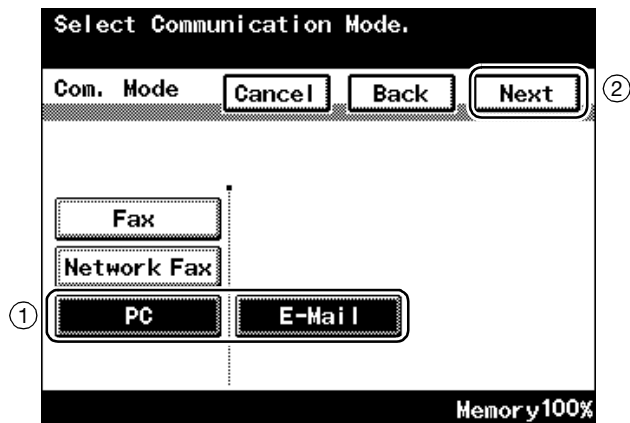 Select Communication Mode.
Com. Mode Cancel Back Next ②
Fax
Network Fax
① PC E-Mail
Memory100%